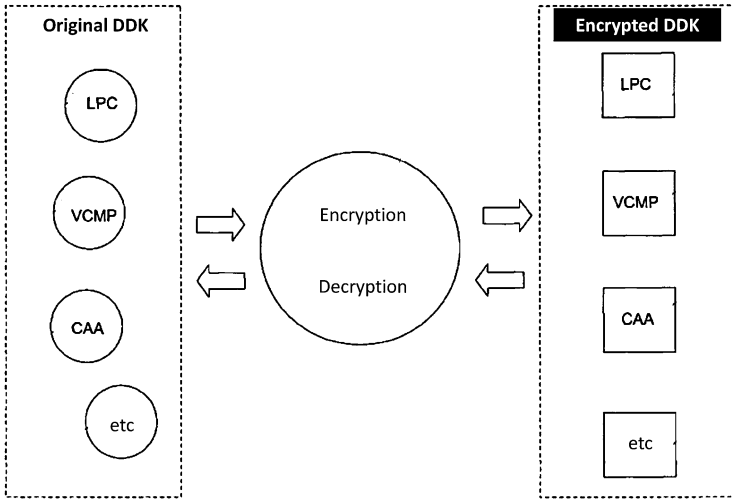 Original DDK
LPC
VCMP
CAA
etc
Encryption
Decryption
Encrypted DDK
LPC
VCMP
CAA
etc